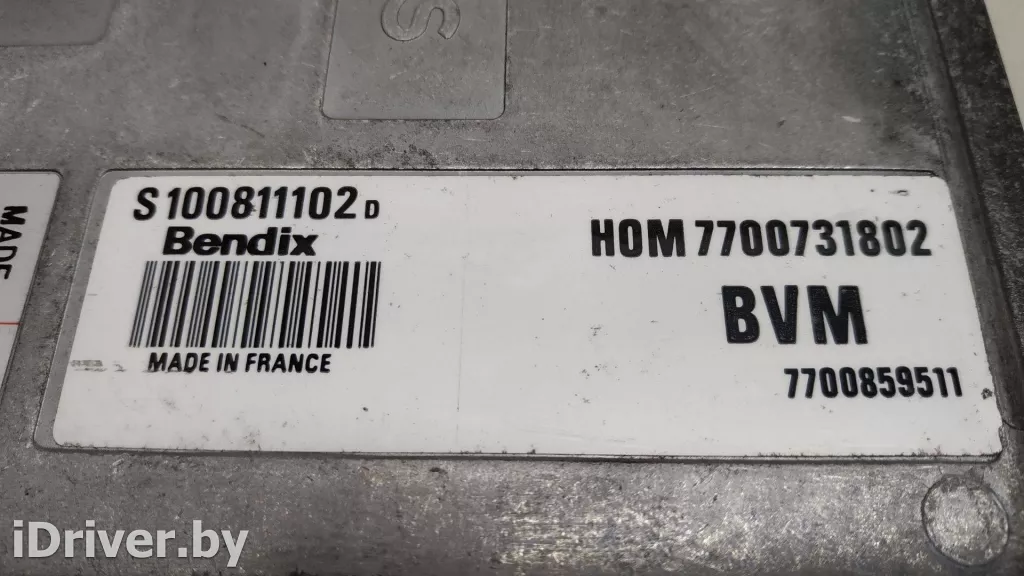 S
MADE
S100811102 D
Bendix
MADE IN FRANCE
HOM 7700731802
BVM
7700859511
iDriver.by